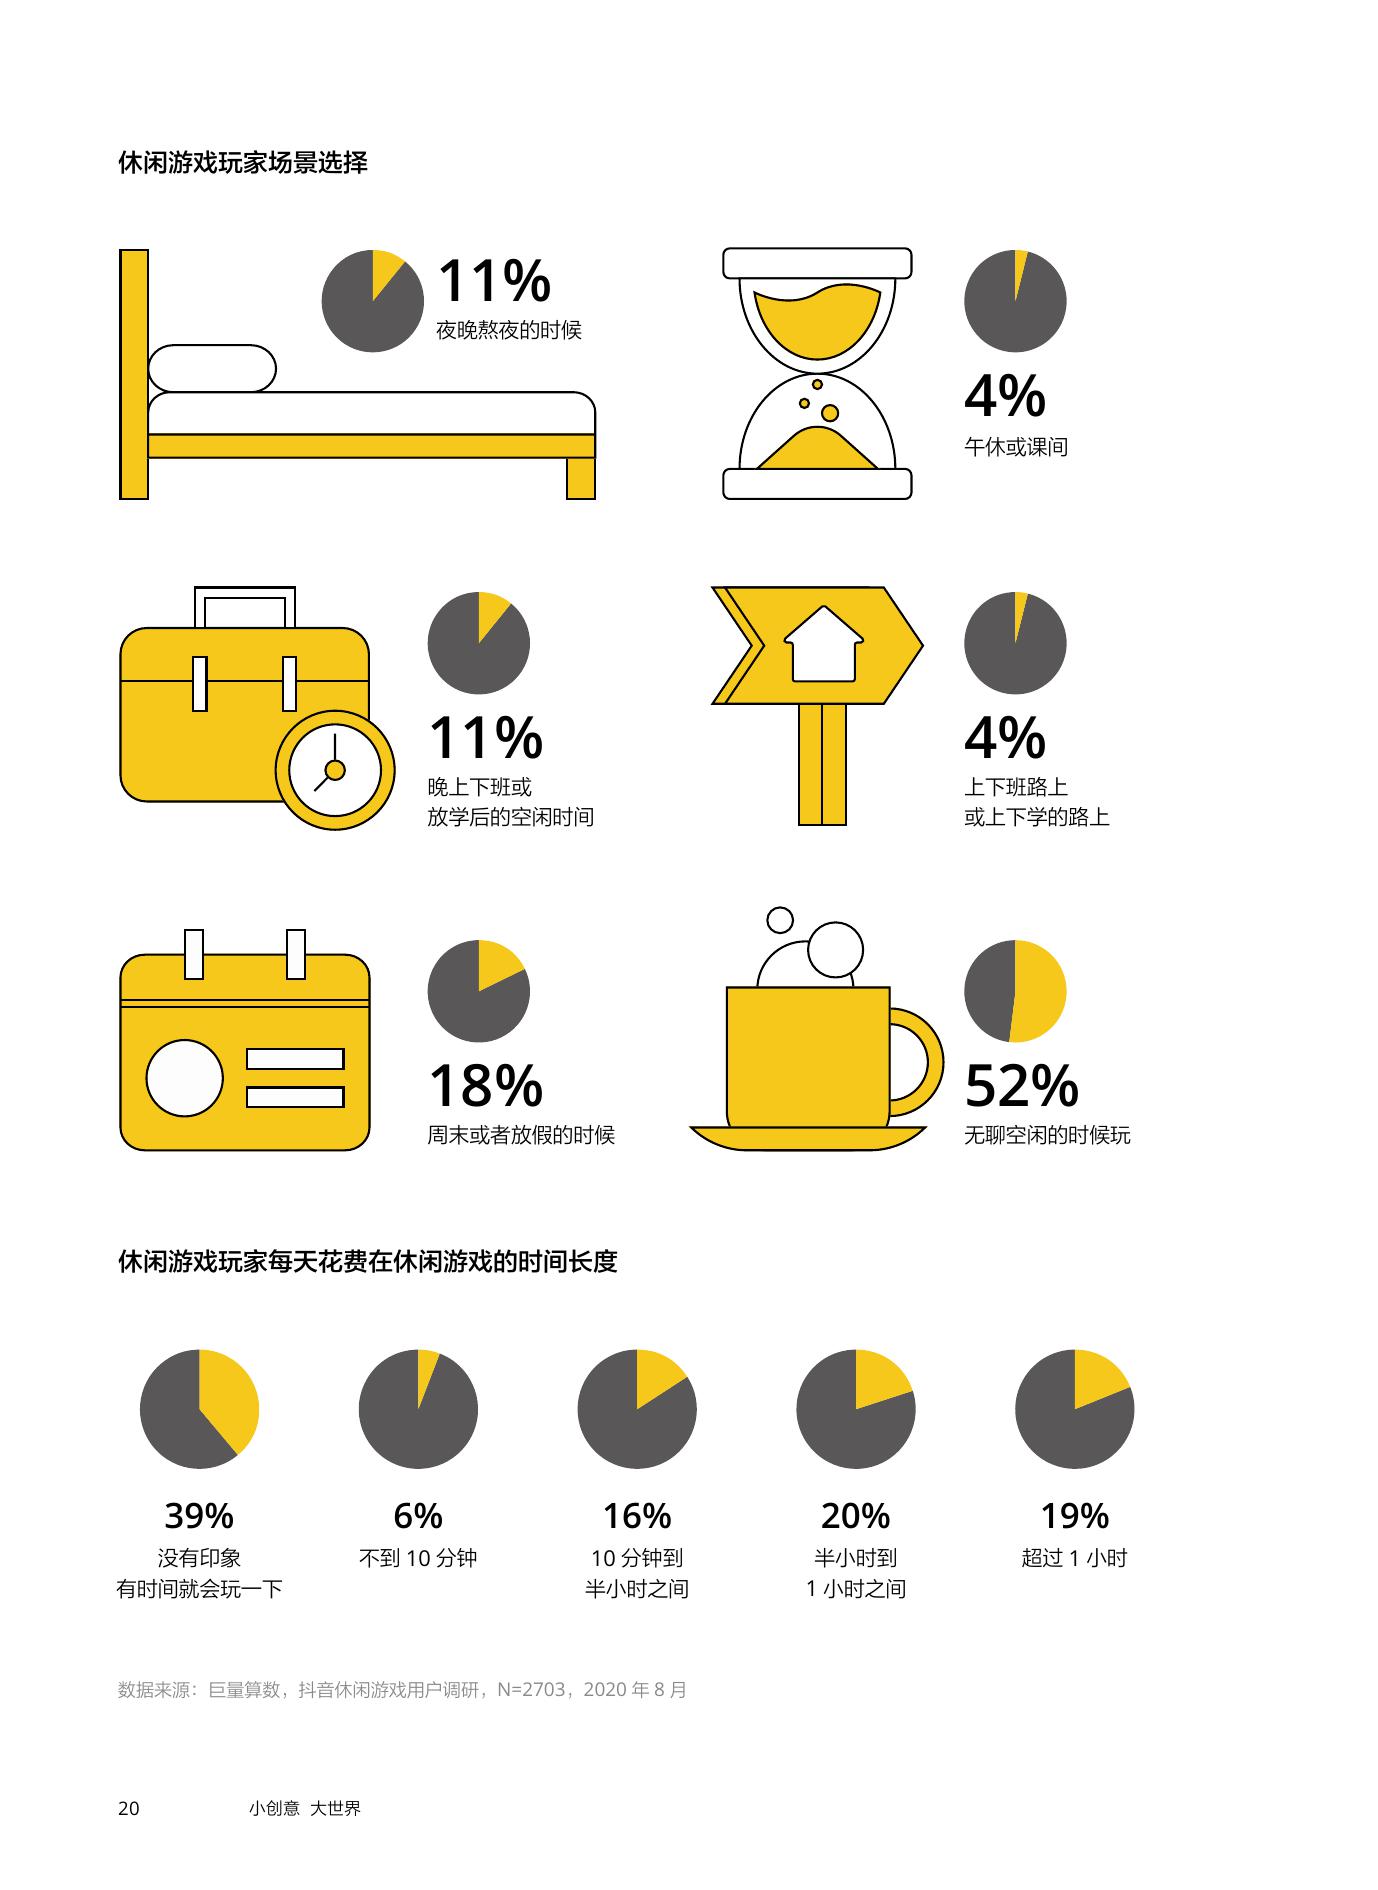 休闲游戏玩家场景选择
11%
夜晚熬夜的时候
4%
午休或课间
11%
晚上下班或
放学后的空闲时间
4%
上下班路上
或上下学的路上
18%
周末或者放假的时候
52%
无聊空闲的时候玩
休闲游戏玩家每天花费在休闲游戏的时间长度
39%
没有印象
有时间就会玩一下
6%
不到 10 分钟
16%
10 分钟到
半小时之间
20%
半小时到
1 小时之间
19%
超过 1 小时
数据来源：巨量算数，抖音休闲游戏用户调研，N=2703，2020 年 8 月
20 小创意 大世界